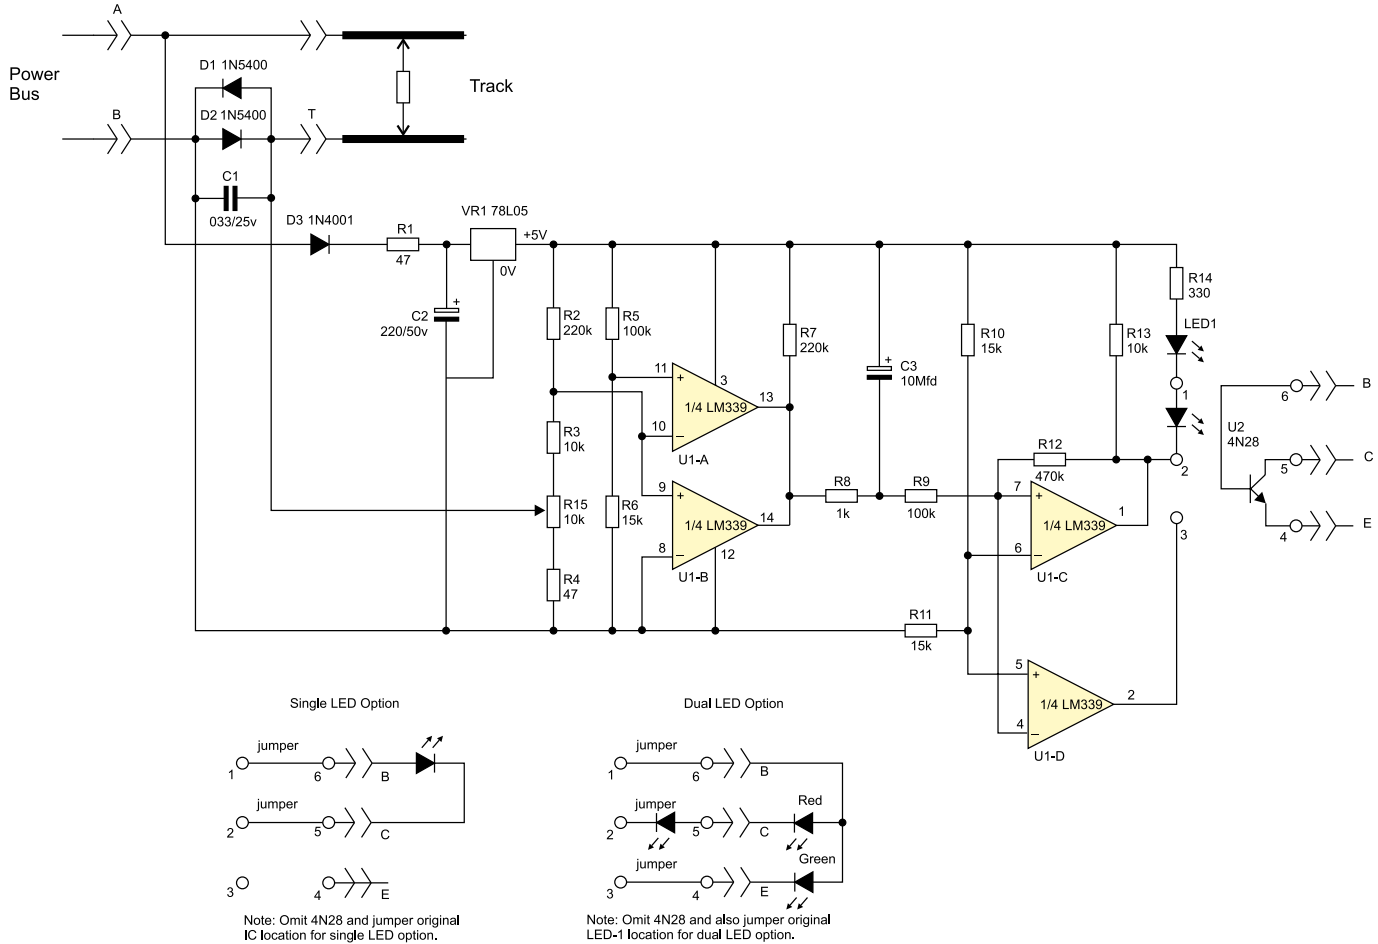 A
Power
Bus
D1 1N5400
D2 1N5400
B
T
Track
C1
033/25v
D3 1N4001
R1
47
VR1 78L05
+5V
0V
+
C2
220/50v
R2
220k
R5
100k
R7
220k
+
C3
10Mfd
R10
15k
R13
10k
R14
330
LED1
1
11
+
3
13
1/4 LM339
10
−
U1-A
R3
10k
R15
10k
R6
15k
R4
47
9
+
14
1/4 LM339
8
−
12
U1-B
R8
1k
R9
100k
R12
470k
2
7
+
1
1/4 LM339
6
−
U1-C
3
R11
15k
5
+
2
1/4 LM339
4
−
U1-D
6
B
U2
4N28
5
C
4
E
Single LED Option
jumper
1
6
B
jumper
2
5
C
3
4
E
Note: Omit 4N28 and jumper original
IC location for single LED option.
Dual LED Option
jumper
1
6
B
jumper
2
5
C
Red
jumper
3
4
E
Green
Note: Omit 4N28 and also jumper original
LED-1 location for dual LED option.